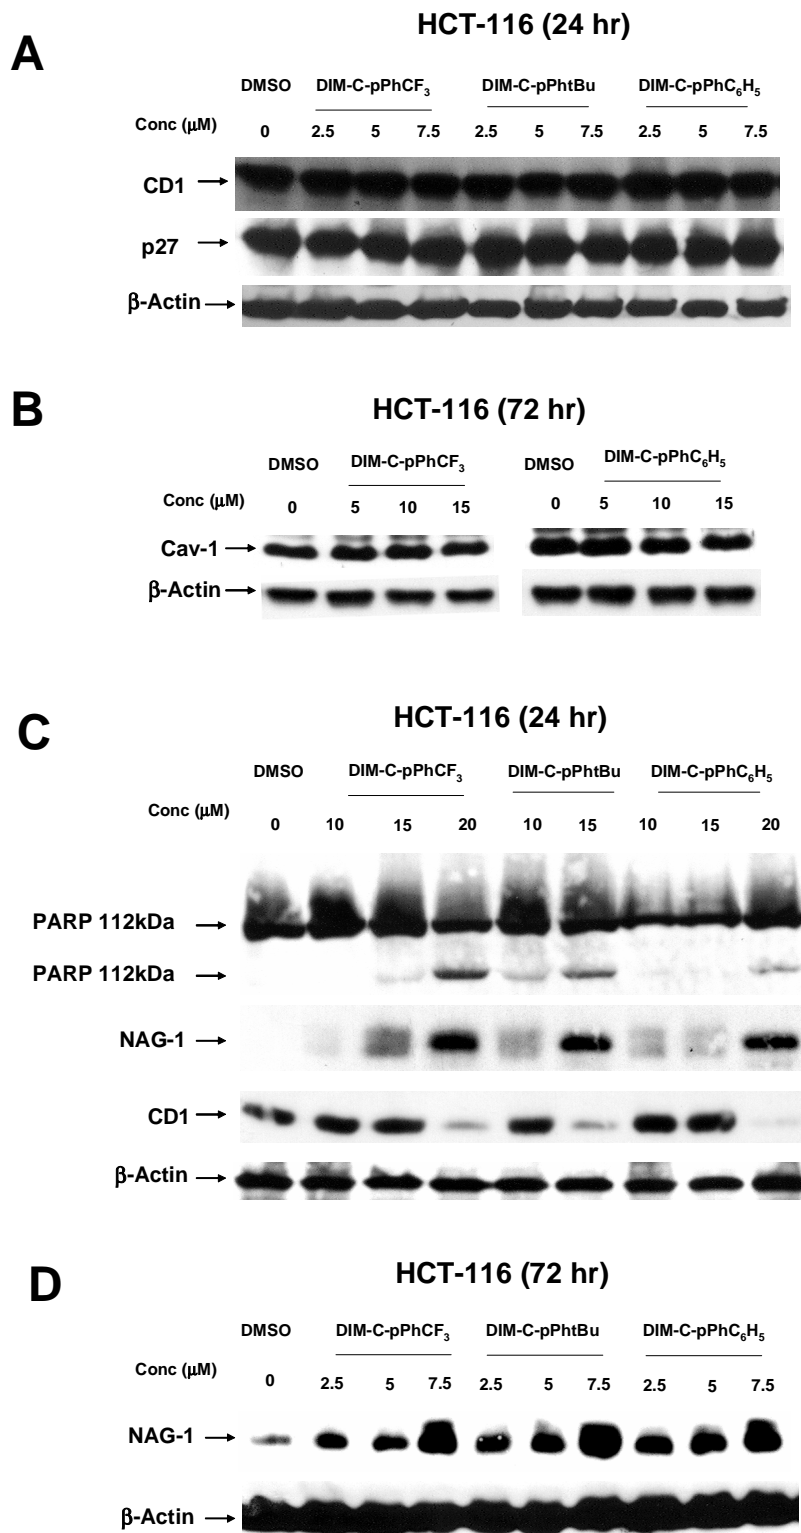 A
HCT-116 (24 hr)
DMSO DIM-C-pPhCF3 DIM-C-pPhtBu DIM-C-pPhC6H5
Conc (μM) 0 2.5 5 7.5 2.5 5 7.5 2.5 5 7.5
CD1
p27
β-Actin
B
HCT-116 (72 hr)
DMSO DIM-C-pPhCF3 DMSO DIM-C-pPhC6H5
Conc (μM) 0 5 10 15 0 5 10 15
Cav-1
β-Actin
C
HCT-116 (24 hr)
DMSO DIM-C-pPhCF3 DIM-C-pPhtBu DIM-C-pPhC6H5
Conc (μM) 0 10 15 20 10 15 10 15 20
PARP 112kDa
PARP 112kDa
NAG-1
CD1
β-Actin
D
HCT-116 (72 hr)
DMSO DIM-C-pPhCF3 DIM-C-pPhtBu DIM-C-pPhC6H5
Conc (μM) 0 2.5 5 7.5 2.5 5 7.5 2.5 5 7.5
NAG-1
β-Actin